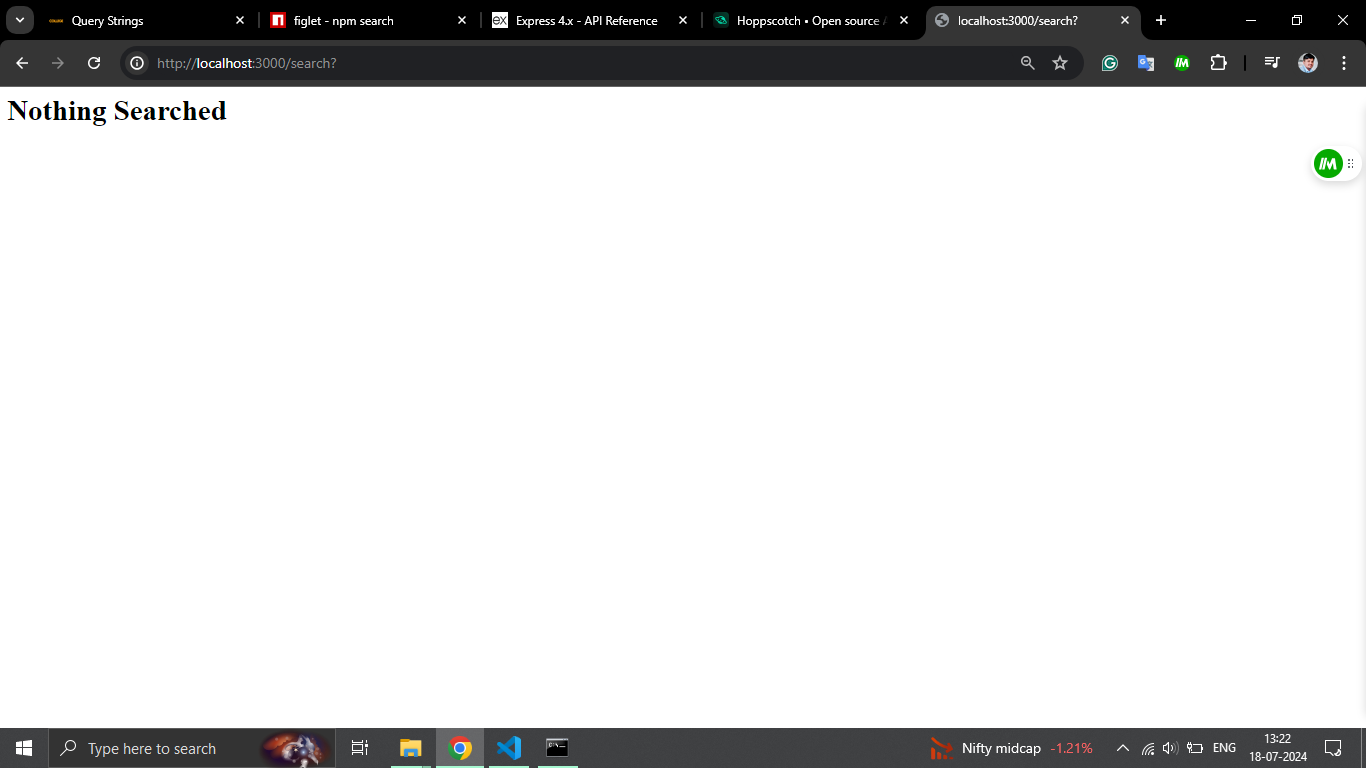 Query Strings
figlet - npm search
ex Express 4.x - API Reference
Hoppscotch • Open source
localhost:3000/search?
http://localhost:3000/search?
Nothing Searched
Type here to search
Nifty midcap -1.21%
ENG
13:22
18-07-2024